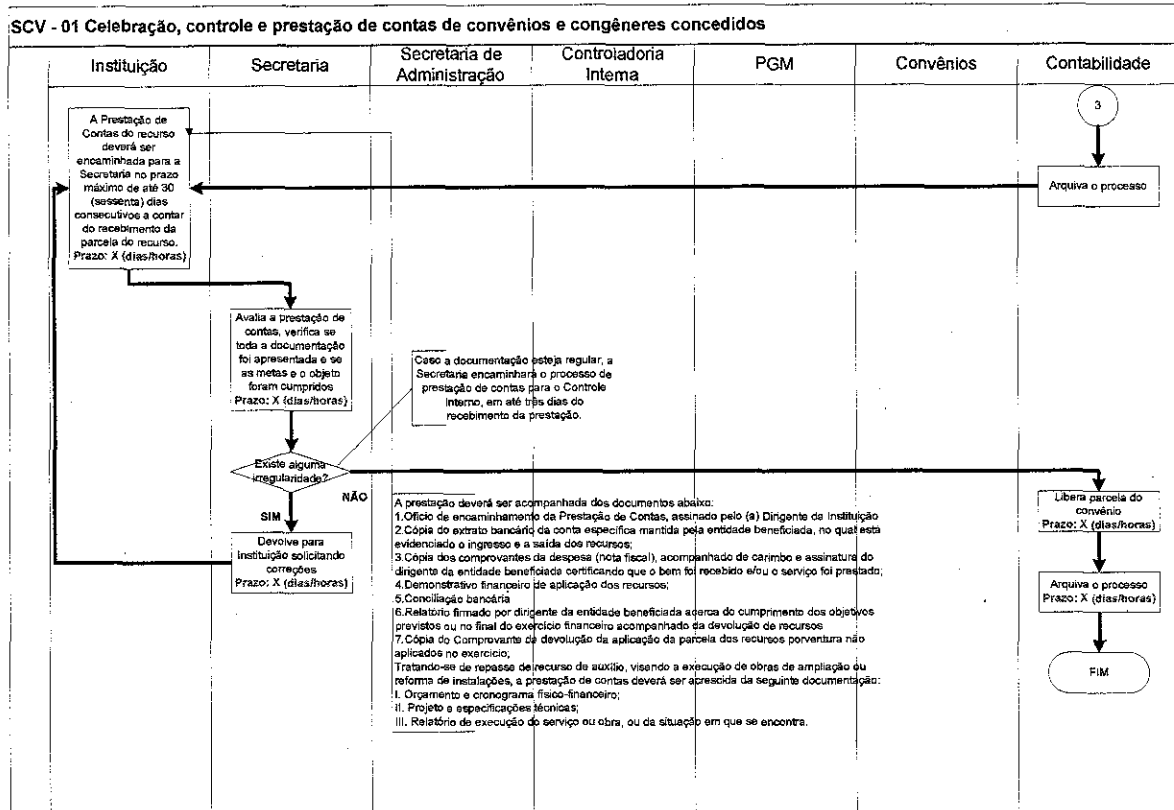 SCV - 01 Celebração, controle e prestação de contas de convênios e congêneres concedidos
Instituição
Secretaria
Secretaria de
Administração
Controladoria
Interna
PGM
Convênios
Contabilidade
3
A Prestação de
Contas do recurso
deverá ser
encaminhada para a
Secretaria no prazo
máximo de até 30
(sessenta) dias
consecutivos a contar
do recebimento da
parcela do recurso.
Prazo: X (dias/horas)
Arquiva o processo
Avalia a prestação de
contas, verifica se
toda a documentação
foi apresentada e se
as metas e o objeto
foram cumpridos
Prazo: X (dias/horas)
Caso a documentação esteja regular, a
Secretaria encaminhará o processo de
prestação de contas para o Controle
Interno, em até três dias do
recebimento da prestação.
Existe alguma
irregularidade?
NÃO
SIM
Devolve para
Instituição solicitando
correções
Prazo: X (dias/horas)
A prestação deverá ser acompanhada dos documentos abaixo:
1.Ofício de encaminhamento da Prestação de Contas, assinado pelo (a) Dirigente da Instituição
2.Cópia do extrato bancário da conta específica mantida pela entidade beneficiada, no qual está
evidenciado o ingresso e a saída dos recursos;
3.Cópia dos comprovantes da despesa (nota fiscal), acompanhado de carimbo e assinatura do
dirigente da entidade beneficiada certificando que o bem foi recebido e/ou o serviço foi prestado;
4.Demonstrativo financeiro de aplicação dos recursos;
5.Conciliação bancária
6.Relatório firmado por dirigente da entidade beneficiada acerca do cumprimento dos objetivos
previstos ou no final do exercício financeiro acompanhado da devolução de recursos
7.Cópia do Comprovante de devolução da aplicação da parcela dos recursos porventura não
aplicados no exercício;
Tratando-se de repasse de recurso de auxílio, visando a execução de obras de ampliação ou
reforma de instalações, a prestação de contas deverá ser acrescida da seguinte documentação:
I. Orçamento e cronograma físico-financeiro;
II. Projeto e especificações técnicas;
III. Relatório de execução do serviço ou obra, ou da situação em que se encontra.
Libera parcela do
convênio
Prazo: X (dias/horas)
Arquiva o processo
Prazo: X (dias/horas)
FIM